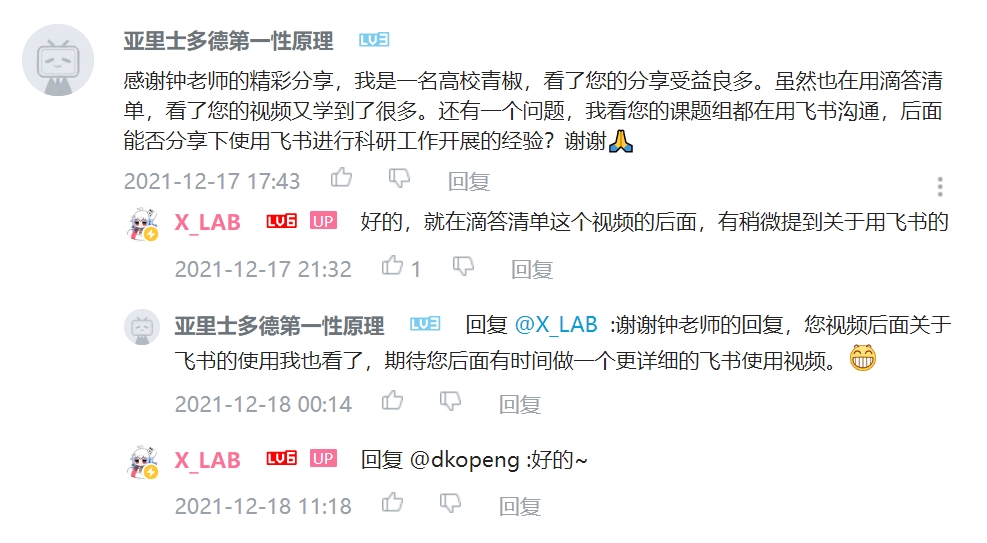 亚里士多德第一性原理 LV3
感谢钟老师的精彩分享，我是一名高校青椒，看了您的分享受益良多。虽然也在用滴答清
单，看了您的视频又学到了很多。还有一个问题，我看您的课题组都在用飞书沟通，后面
能否分享下使用飞书进行科研工作开展的经验？谢谢🙏
2021-12-17 17:43 回复
X_LAB LV6 UP 好的，就在滴答清单这个视频的后面，有稍微提到关于用飞书的
2021-12-17 21:32 1 回复
亚里士多德第一性原理 LV3 回复 @X_LAB :谢谢钟老师的回复，您视频后面关于
飞书的使用我也看了，期待您后面有时间做一个更详细的飞书使用视频。😁
2021-12-18 00:14 回复
X_LAB LV6 UP 回复 @dkopeng :好的~
2021-12-18 11:18 回复